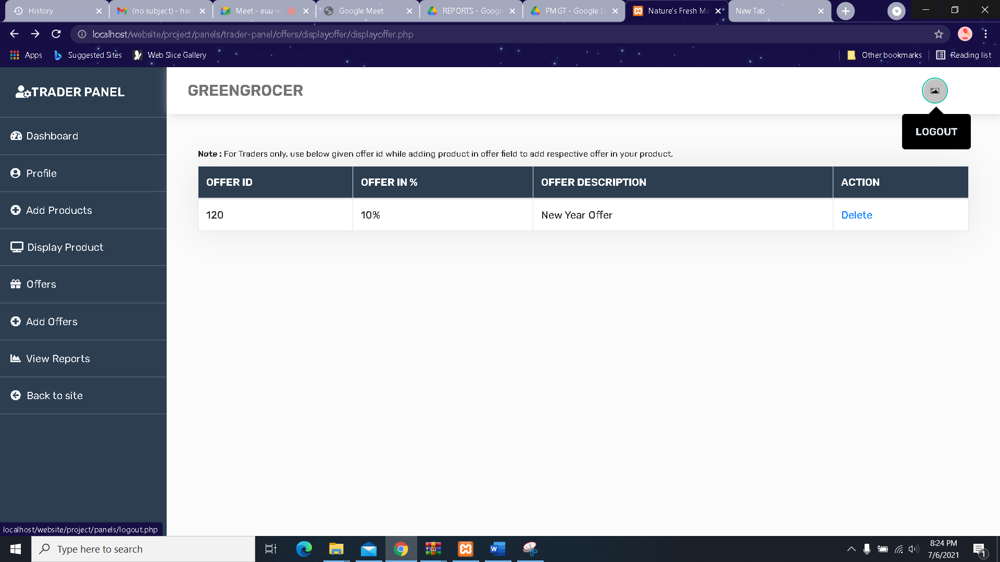 History
(no subject) - har
Meet - euu-vr
Google Meet
REPORTS - Google
PMGT - Google D
Nature's Fresh Ma
New Tab
localhost/website/project/panels/trader-panel/offers/displayoffer/displayoffer.php
Apps
Suggested Sites
Web Slice Gallery
Other bookmarks
Reading list
TRADER PANEL
GREENGROCER
LOGOUT
Dashboard
Profile
Add Products
Display Product
Offers
Add Offers
View Reports
Back to site
Note : For Traders only, use below given offer id while adding product in offer field to add respective offer in your product.
OFFER ID OFFER IN % OFFER DESCRIPTION ACTION
120 10% New Year Offer Delete
localhost/website/project/panels/logout.php
Type here to search
8:24 PM
7/6/2021
1